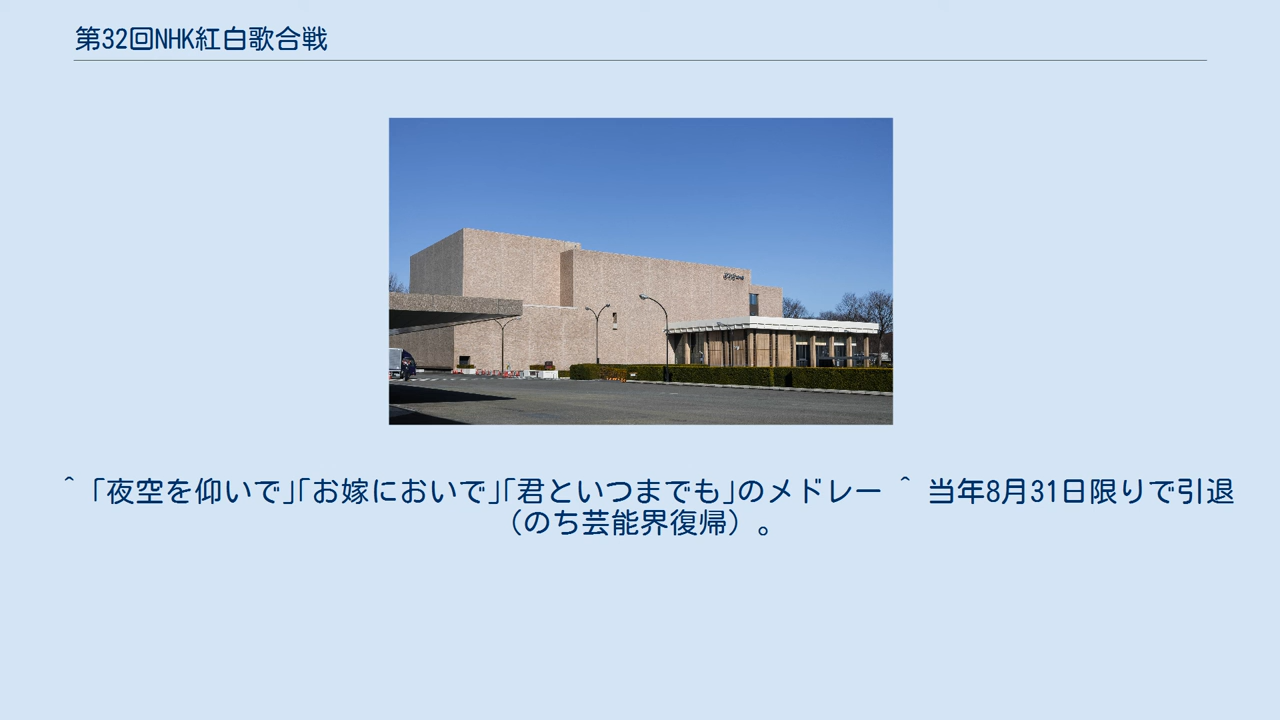 第32回NHK紅白歌合戦
^ ｢夜空を仰いで｣｢お嫁においで｣｢君といつまでも｣のメドレー ^ 当年8月31日限りで引退
（のち芸能界復帰）。